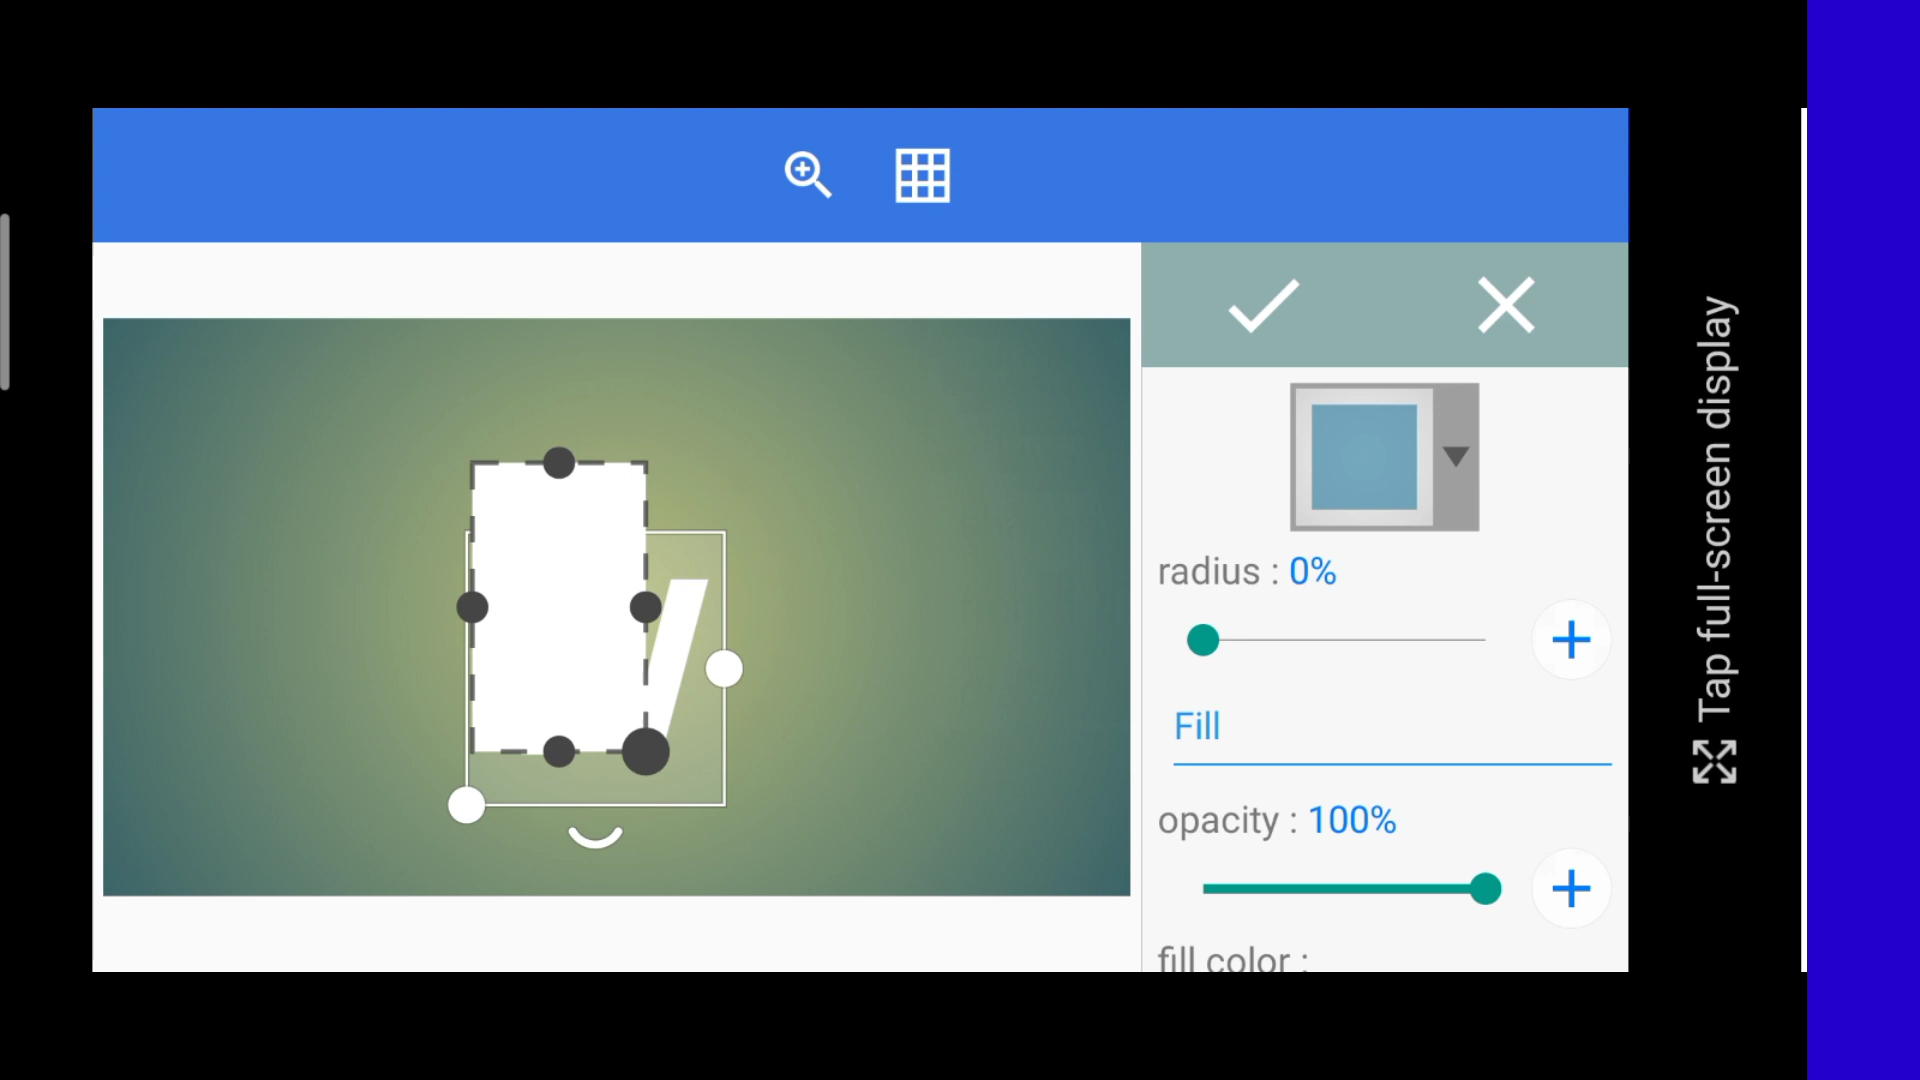 radius : 0%
Fill
opacity : 100%
fill color :
Tap full-screen display